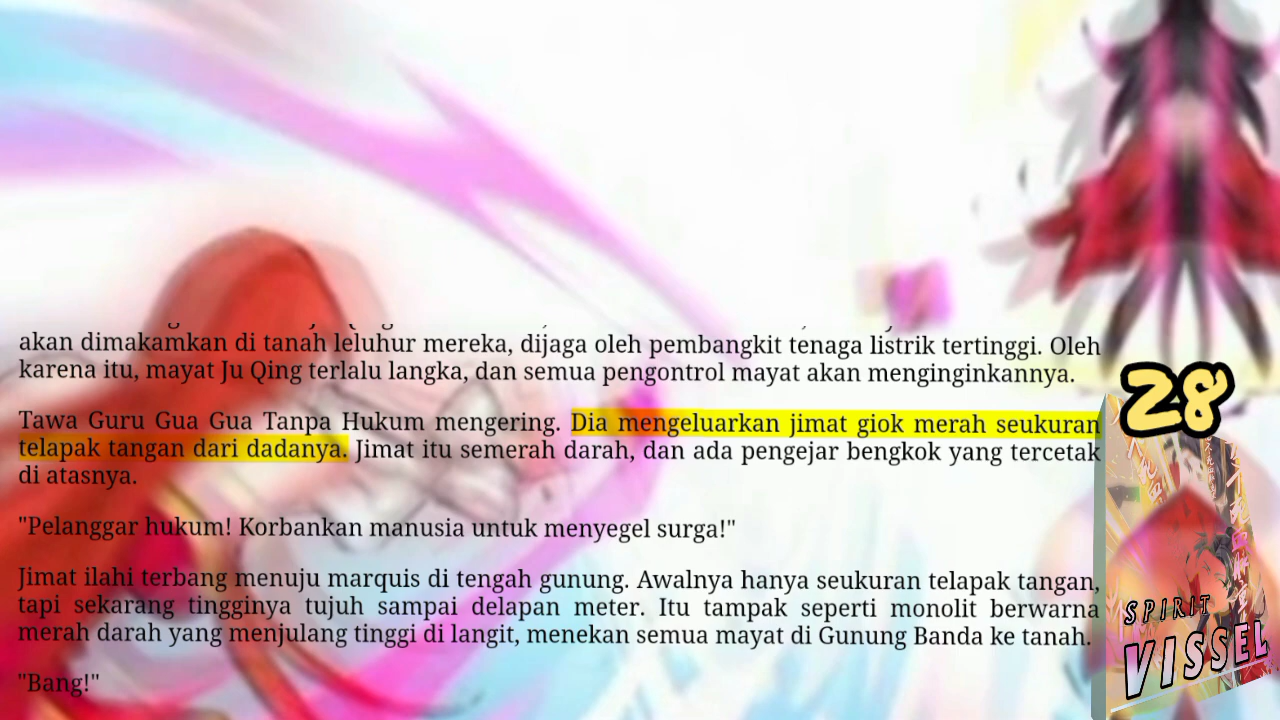 akan dimakamkan di tanah leluhur mereka, dijaga oleh pembangkit tenaga listrik tertinggi. Oleh
karena itu, mayat Ju Qing terlalu langka, dan semua pengontrol mayat akan menginginkannya.
Tawa Guru Gua Gua Tanpa Hukum mengering. Dia mengeluarkan jimat giok merah seukuran
telapak tangan dari dadanya. Jimat itu semerah darah, dan ada pengejar bengkok yang tercetak
di atasnya.
"Pelanggar hukum! Korbankan manusia untuk menyegel surga!"
Jimat ilahi terbang menuju marquis di tengah gunung. Awalnya hanya seukuran telapak tangan,
tapi sekarang tingginya tujuh sampai delapan meter. Itu tampak seperti monolit berwarna
merah darah yang menjulang tinggi di langit, menekan semua mayat di Gunung Banda ke tanah.
"Bang!"
28
SPIRIT
VISSEL